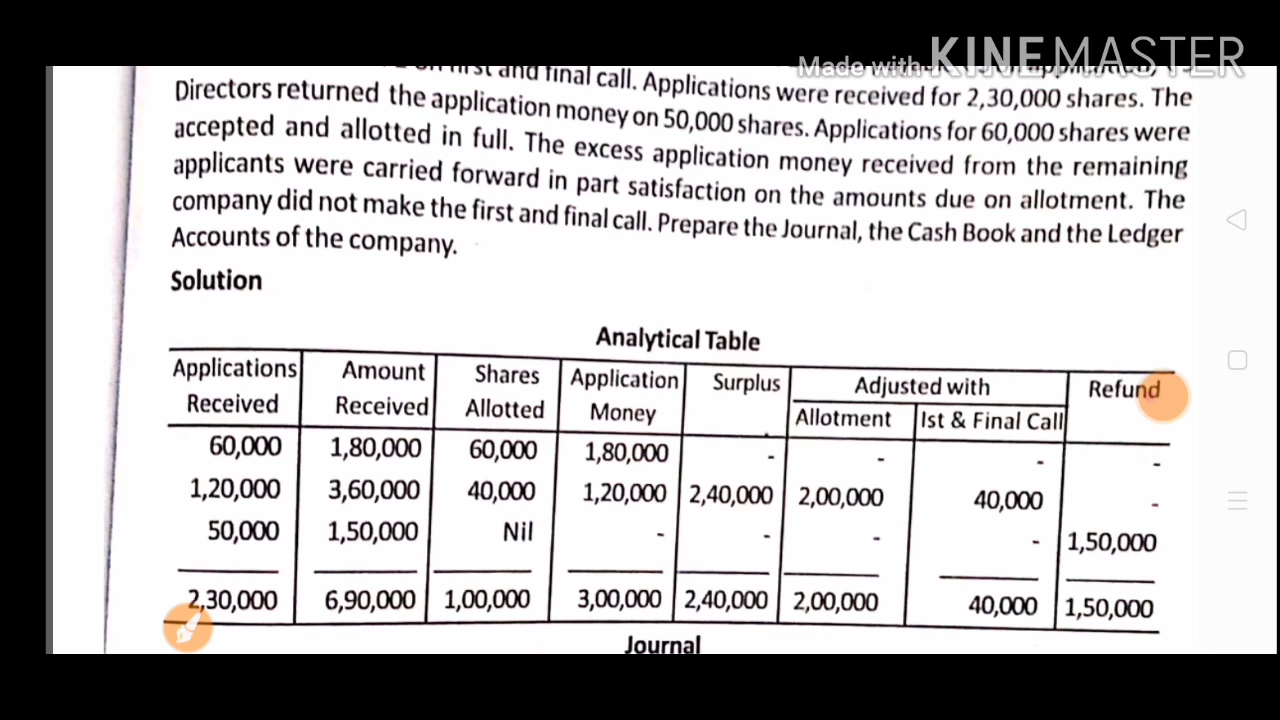 Made with KINEMASTER
first and final call. Applications were received for 2,30,000 shares. The
Directors returned the application money on 50,000 shares. Applications for 60,000 shares were
accepted and allotted in full. The excess application money received from the remaining
applicants were carried forward in part satisfaction on the amounts due on allotment. The
company did not make the first and final call. Prepare the Journal, the Cash Book and the Ledger
Accounts of the company.
Solution
Analytical Table
Applications Received Amount Received Shares Allotted Application Money Surplus Adjusted with Allotment Ist & Final Call Refund
60,000 1,80,000 60,000 1,80,000 - - - -
1,20,000 3,60,000 40,000 1,20,000 2,40,000 2,00,000 40,000 -
50,000 1,50,000 Nil - - - - 1,50,000
2,30,000 6,90,000 1,00,000 3,00,000 2,40,000 2,00,000 40,000 1,50,000
Journal